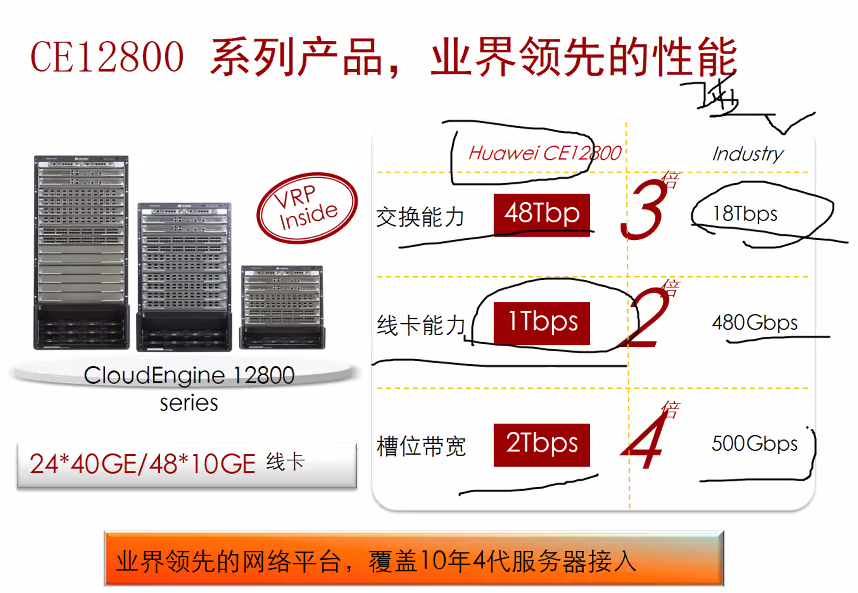 CE12800 系列产品，业界领先的性能
Huawei CE12800
Industry
VRP
Inside
交换能力
48Tbp
3倍
18Tbps
线卡能力
1Tbps
2倍
480Gbps
槽位带宽
2Tbps
4倍
500Gbps
CloudEngine 12800
series
24*40GE/48*10GE 线卡
业界领先的网络平台，覆盖10年4代服务器接入